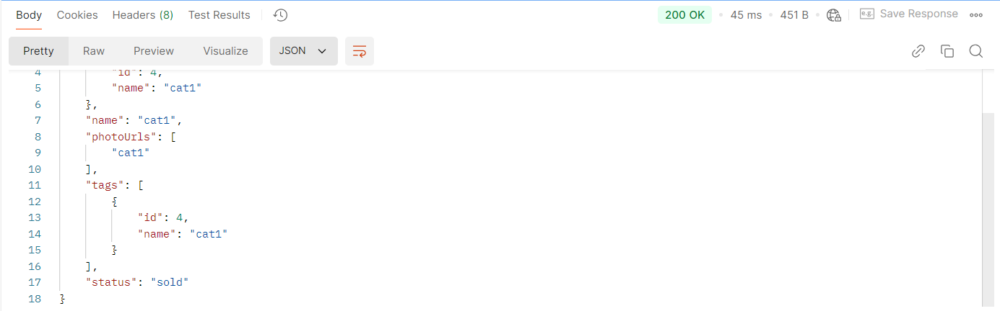 Body Cookies Headers (8) Test Results 200 OK 45 ms 451 B e.g. Save Response
Pretty Raw Preview Visualize JSON
4 "id": 4,
5 "name": "cat1"
6 },
7 "name": "cat1",
8 "photoUrls": [
9 "cat1"
10 ],
11 "tags": [
12 {
13 "id": 4,
14 "name": "cat1"
15 }
16 ],
17 "status": "sold"
18 }